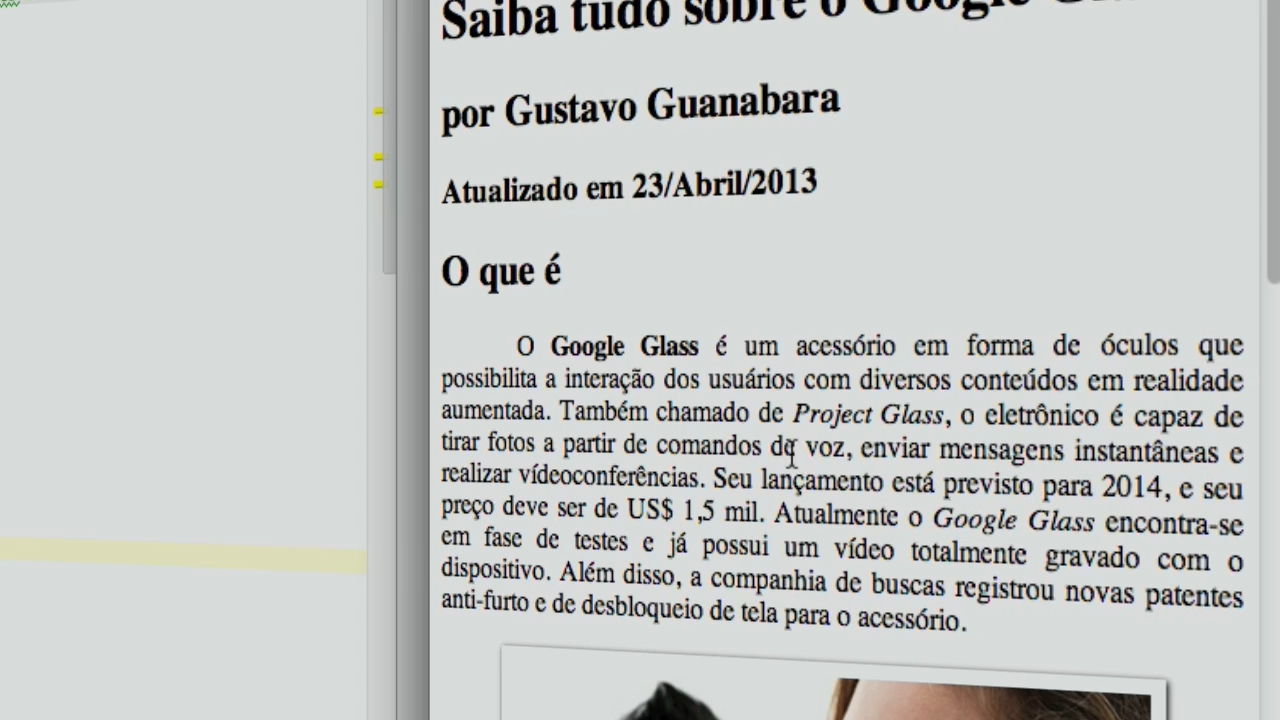 Saiba tudo sobre o Google
por Gustavo Guanabara
Atualizado em 23/Abril/2013
O que é
O Google Glass é um acessório em forma de óculos que
possibilita a interação dos usuários com diversos conteúdos em realidade
aumentada. Também chamado de Project Glass, o eletrônico é capaz de
tirar fotos a partir de comandos de voz, enviar mensagens instantâneas e
realizar vídeoconferências. Seu lançamento está previsto para 2014, e seu
preço deve ser de US$ 1,5 mil. Atualmente o Google Glass encontra-se
em fase de testes e já possui um vídeo totalmente gravado com o
dispositivo. Além disso, a companhia de buscas registrou novas patentes
anti-furto e de desbloqueio de tela para o acessório.